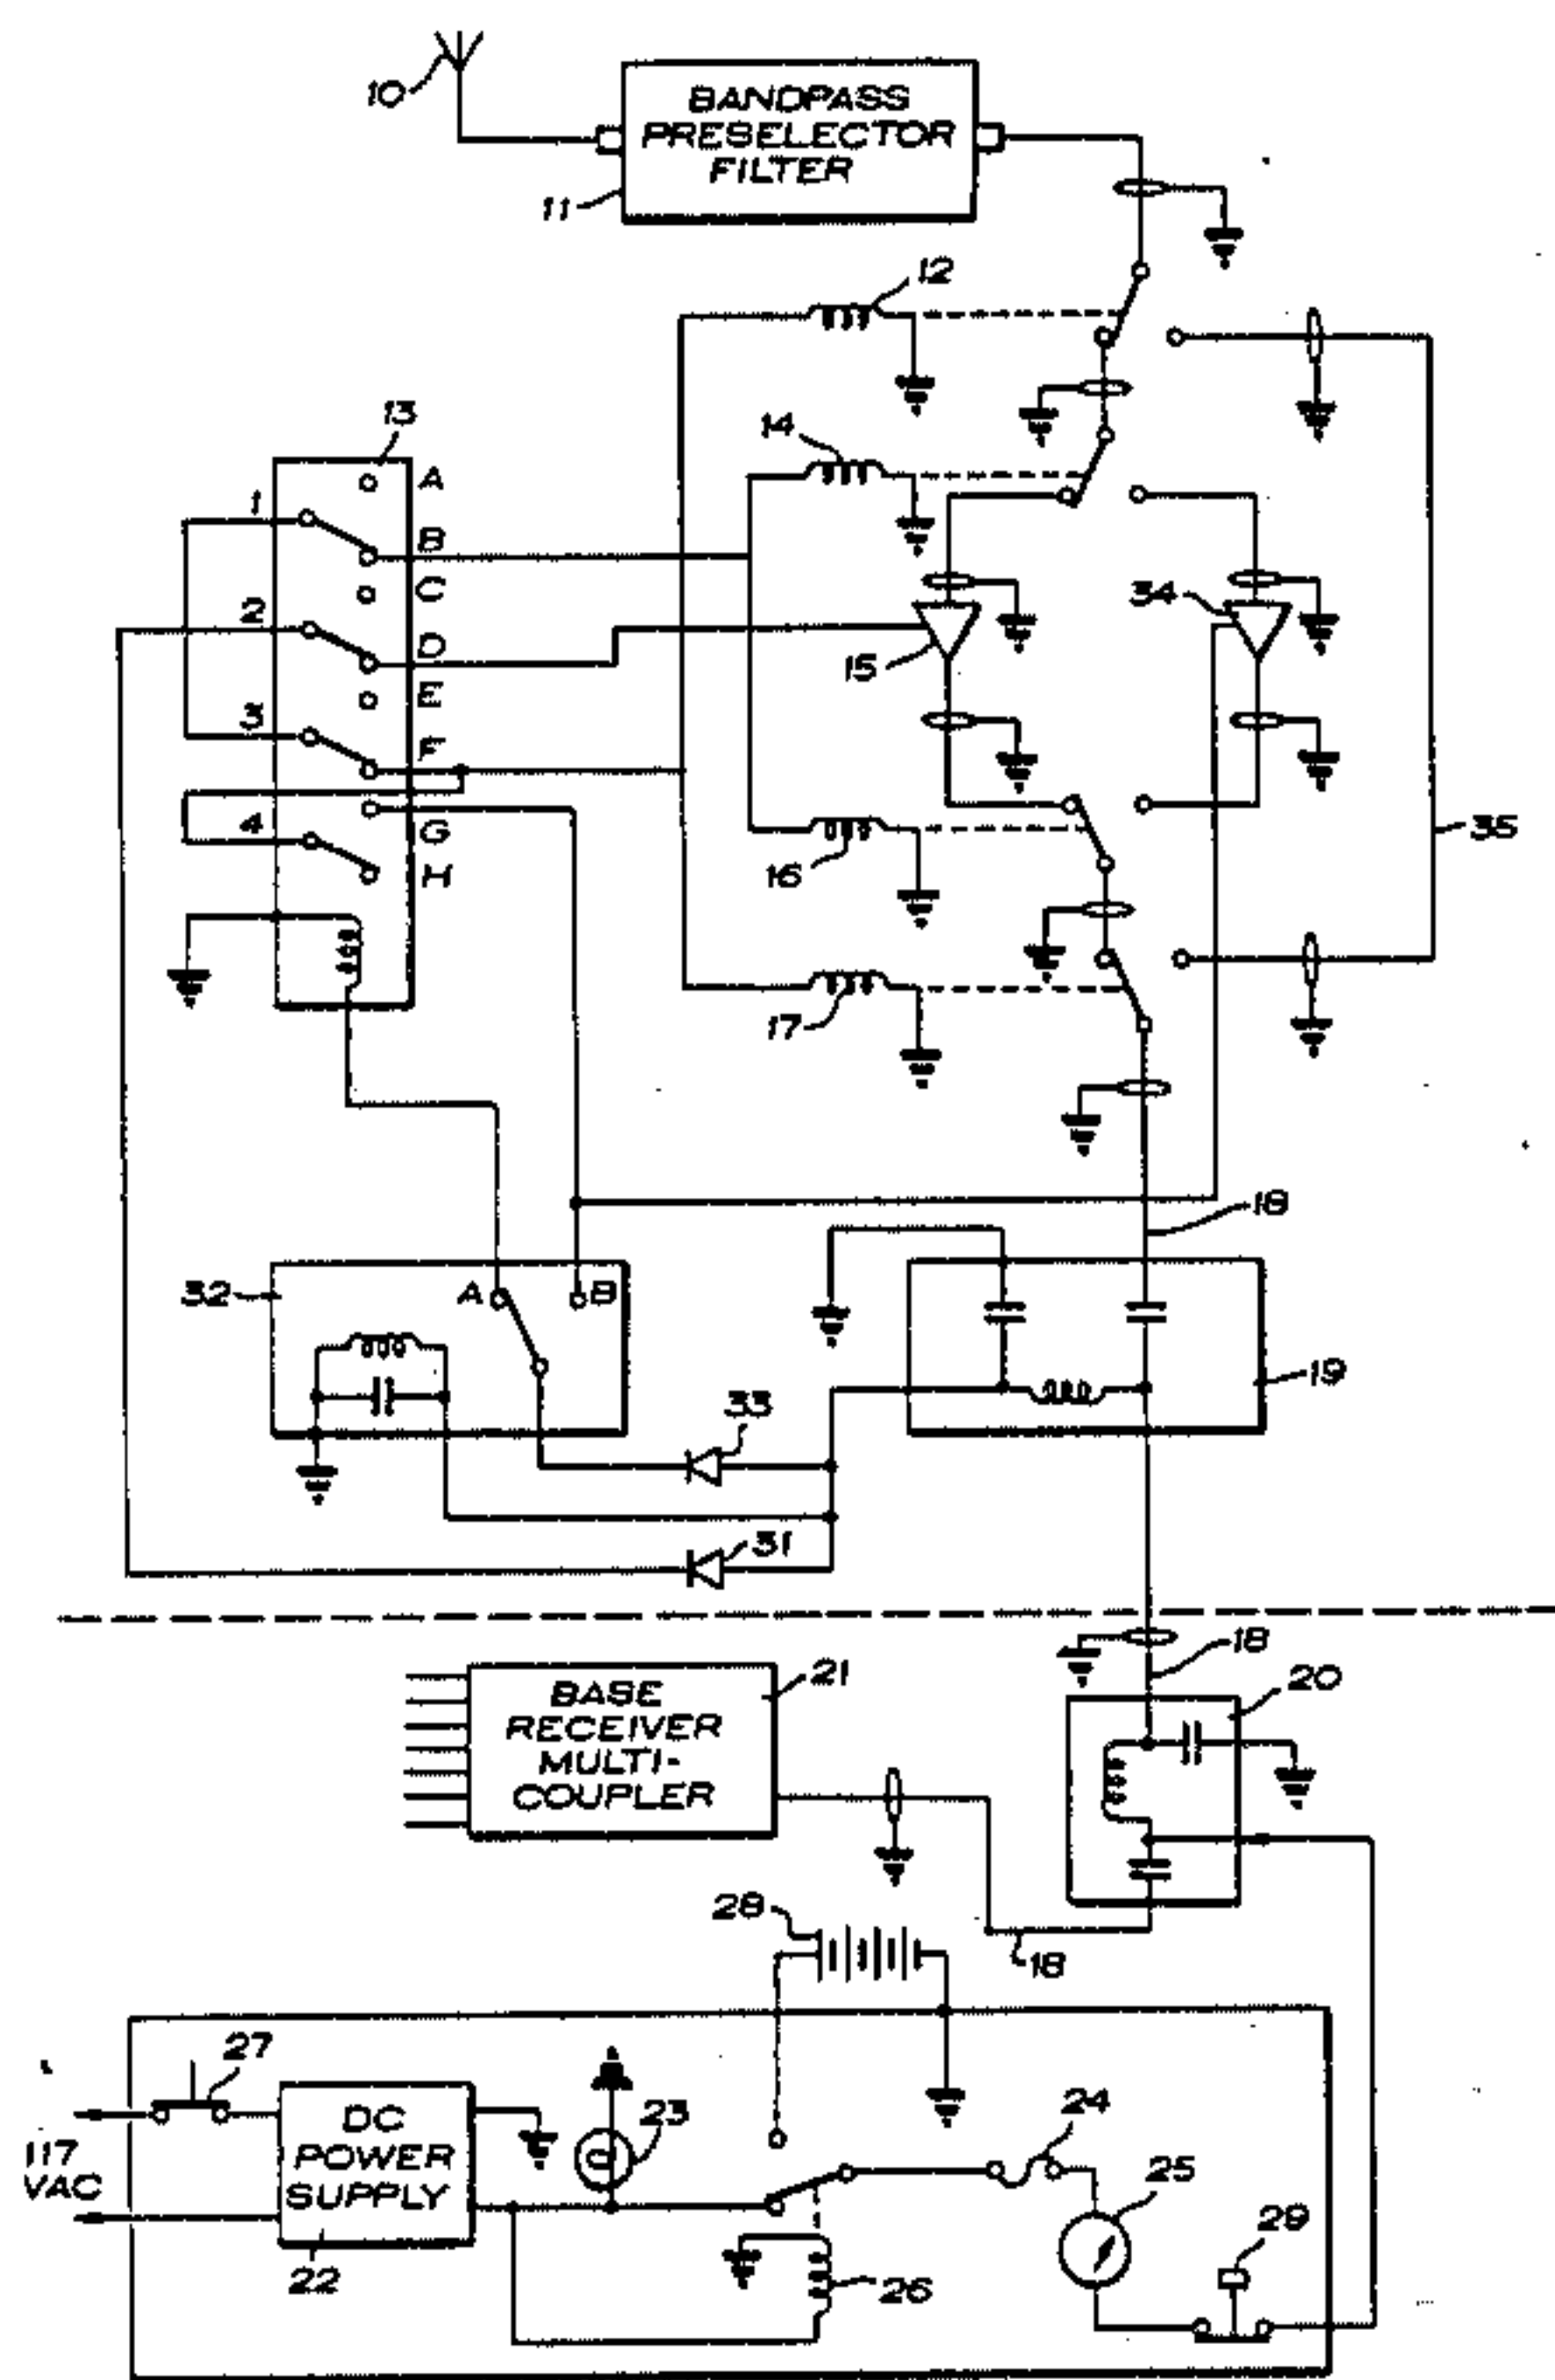 10
BANDPASS
PRESELECTOR
FILTER
11
12
13
A
14
1
B
C
34
2
D
15
E
3
F
4
G
35
H
16
17
18
32
A
B
19
33
31
18
21
20
BASE
RECEIVER
MULTI-
COUPLER
28
18
27
23
24
117
VAC
DC
POWER
SUPPLY
25
29
22
26